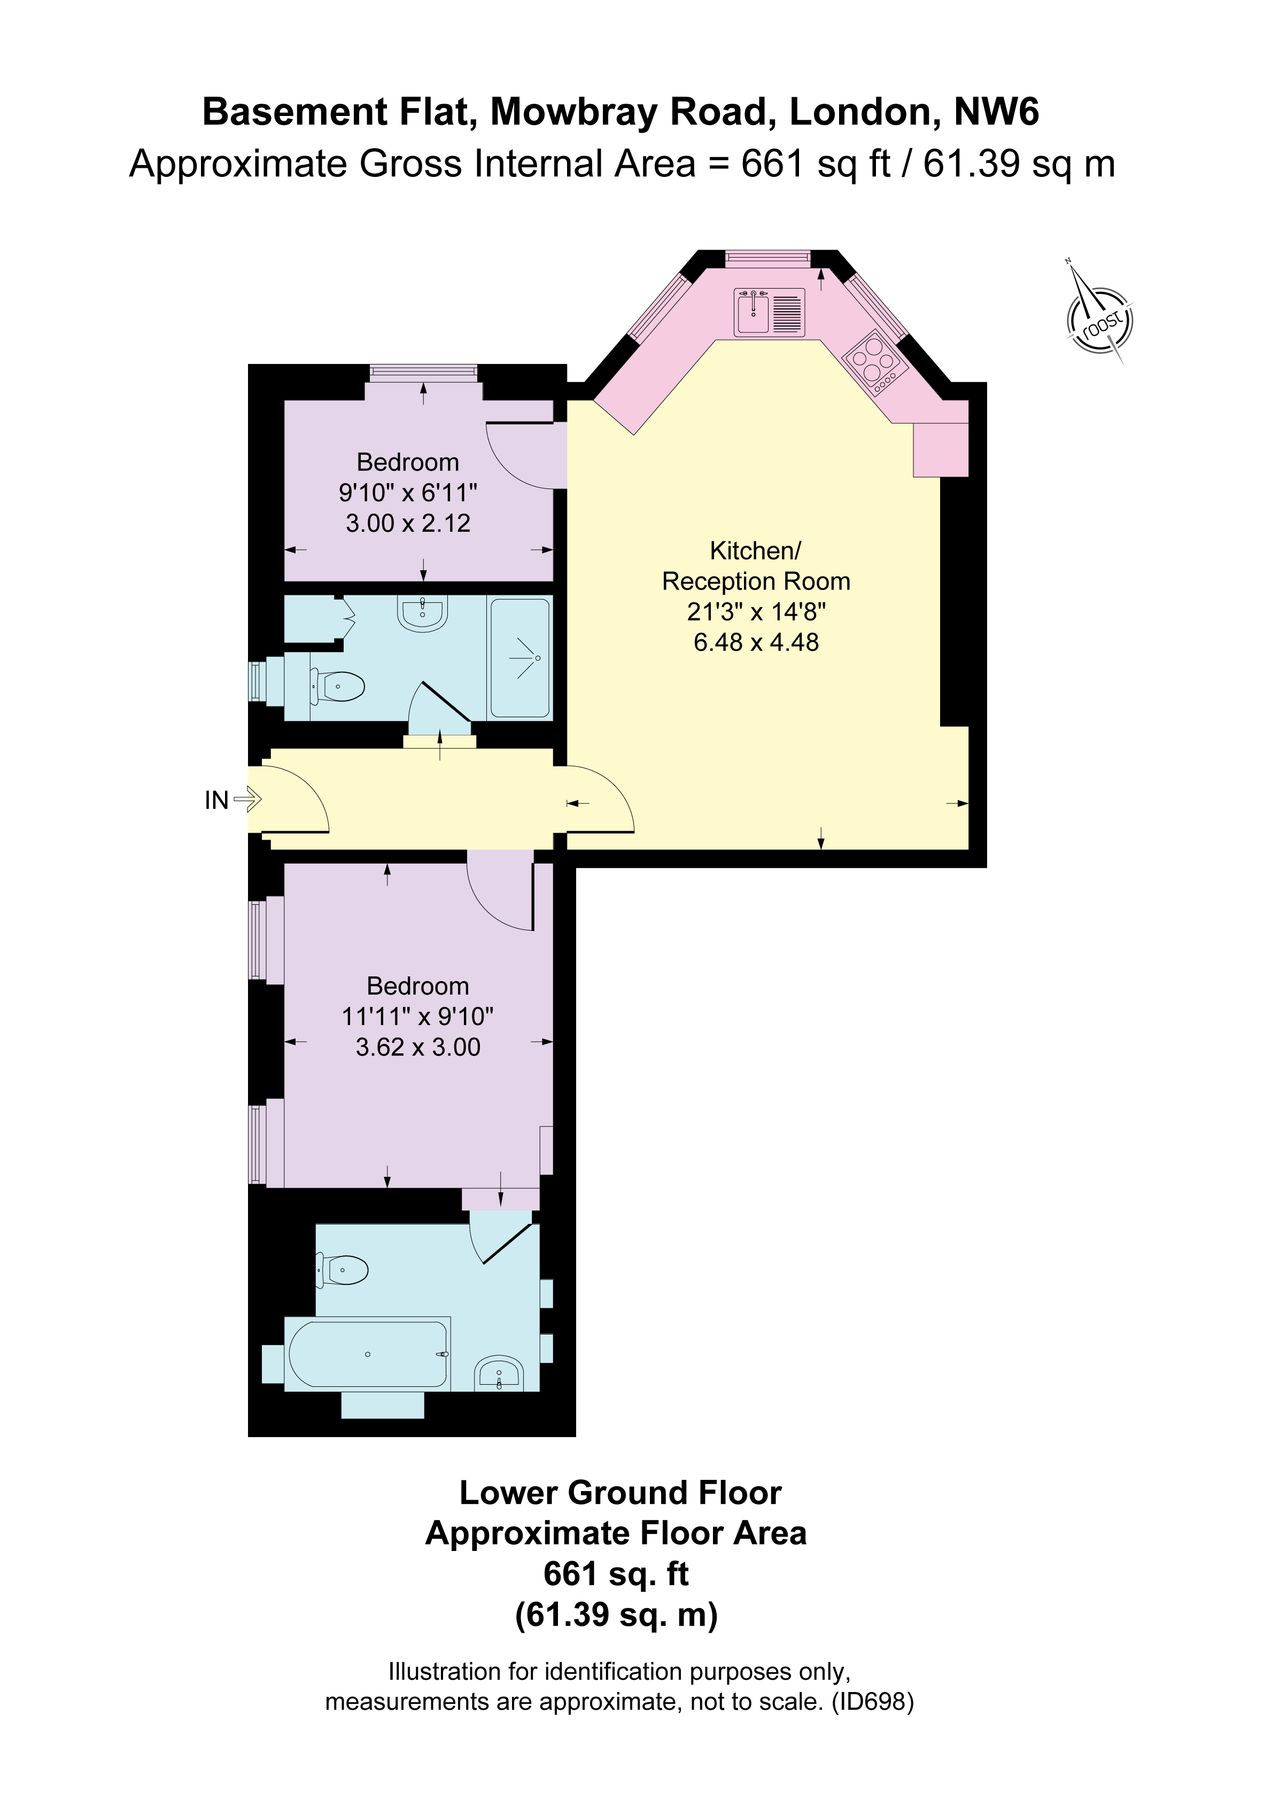 Basement Flat, Mowbray Road, London, NW6
Approximate Gross Internal Area = 661 sq ft / 61.39 sq m
N
roost
Bedroom
9'10" x 6'11"
3.00 x 2.12
Kitchen/
Reception Room
21'3" x 14'8"
6.48 x 4.48
IN
Bedroom
11'11" x 9'10"
3.62 x 3.00
Lower Ground Floor
Approximate Floor Area
661 sq. ft
(61.39 sq. m)
Illustration for identification purposes only,
measurements are approximate, not to scale. (ID698)